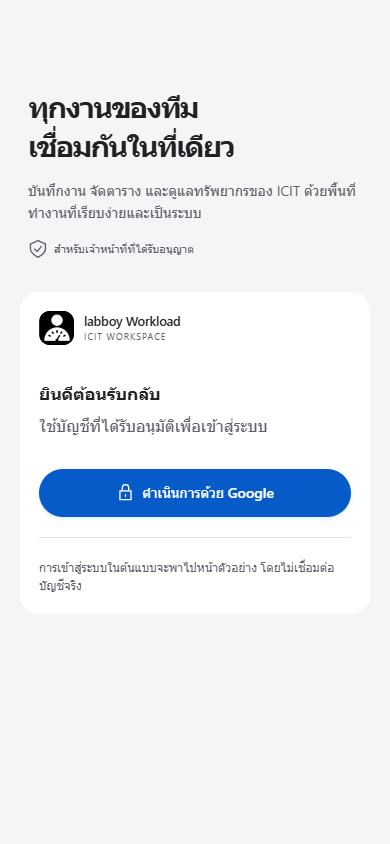 ทุกงานของทีม
เชื่อมกันในที่เดียว
บันทึกงาน จัดตาราง และดูแลทรัพยากรของ ICIT ด้วยพื้นที่
ทำงานที่เรียบง่ายและเป็นระบบ
สำหรับเจ้าหน้าที่ที่ได้รับอนุญาต
labboy Workload
ICIT WORKSPACE
ยินดีต้อนรับกลับ
ใช้บัญชีที่ได้รับอนุมัติเพื่อเข้าสู่ระบบ
ดำเนินการด้วย Google
การเข้าสู่ระบบในต้นแบบจะพาไปหน้าตัวอย่าง โดยไม่เชื่อมต่อ
บัญชีจริง